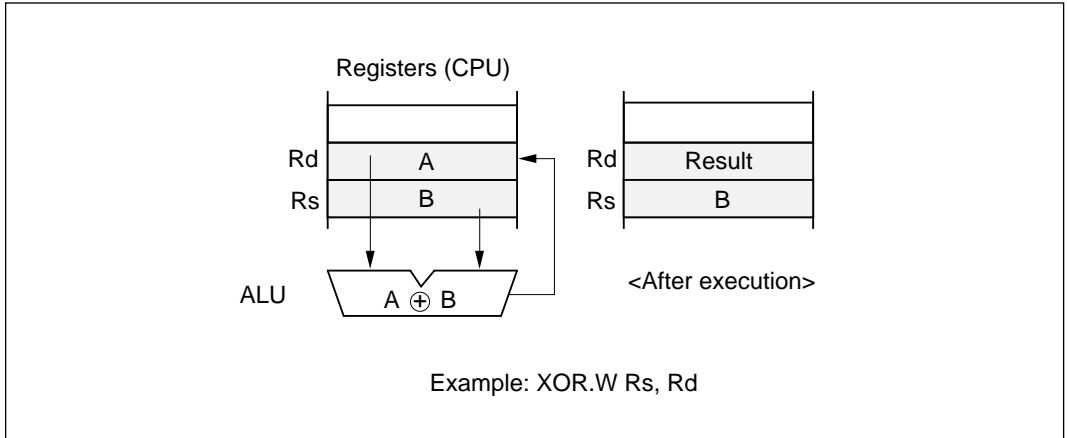 Registers (CPU)
Rd A Rd Result
Rs B Rs B
ALU A ⊕ B <After execution>
Example: XOR.W Rs, Rd